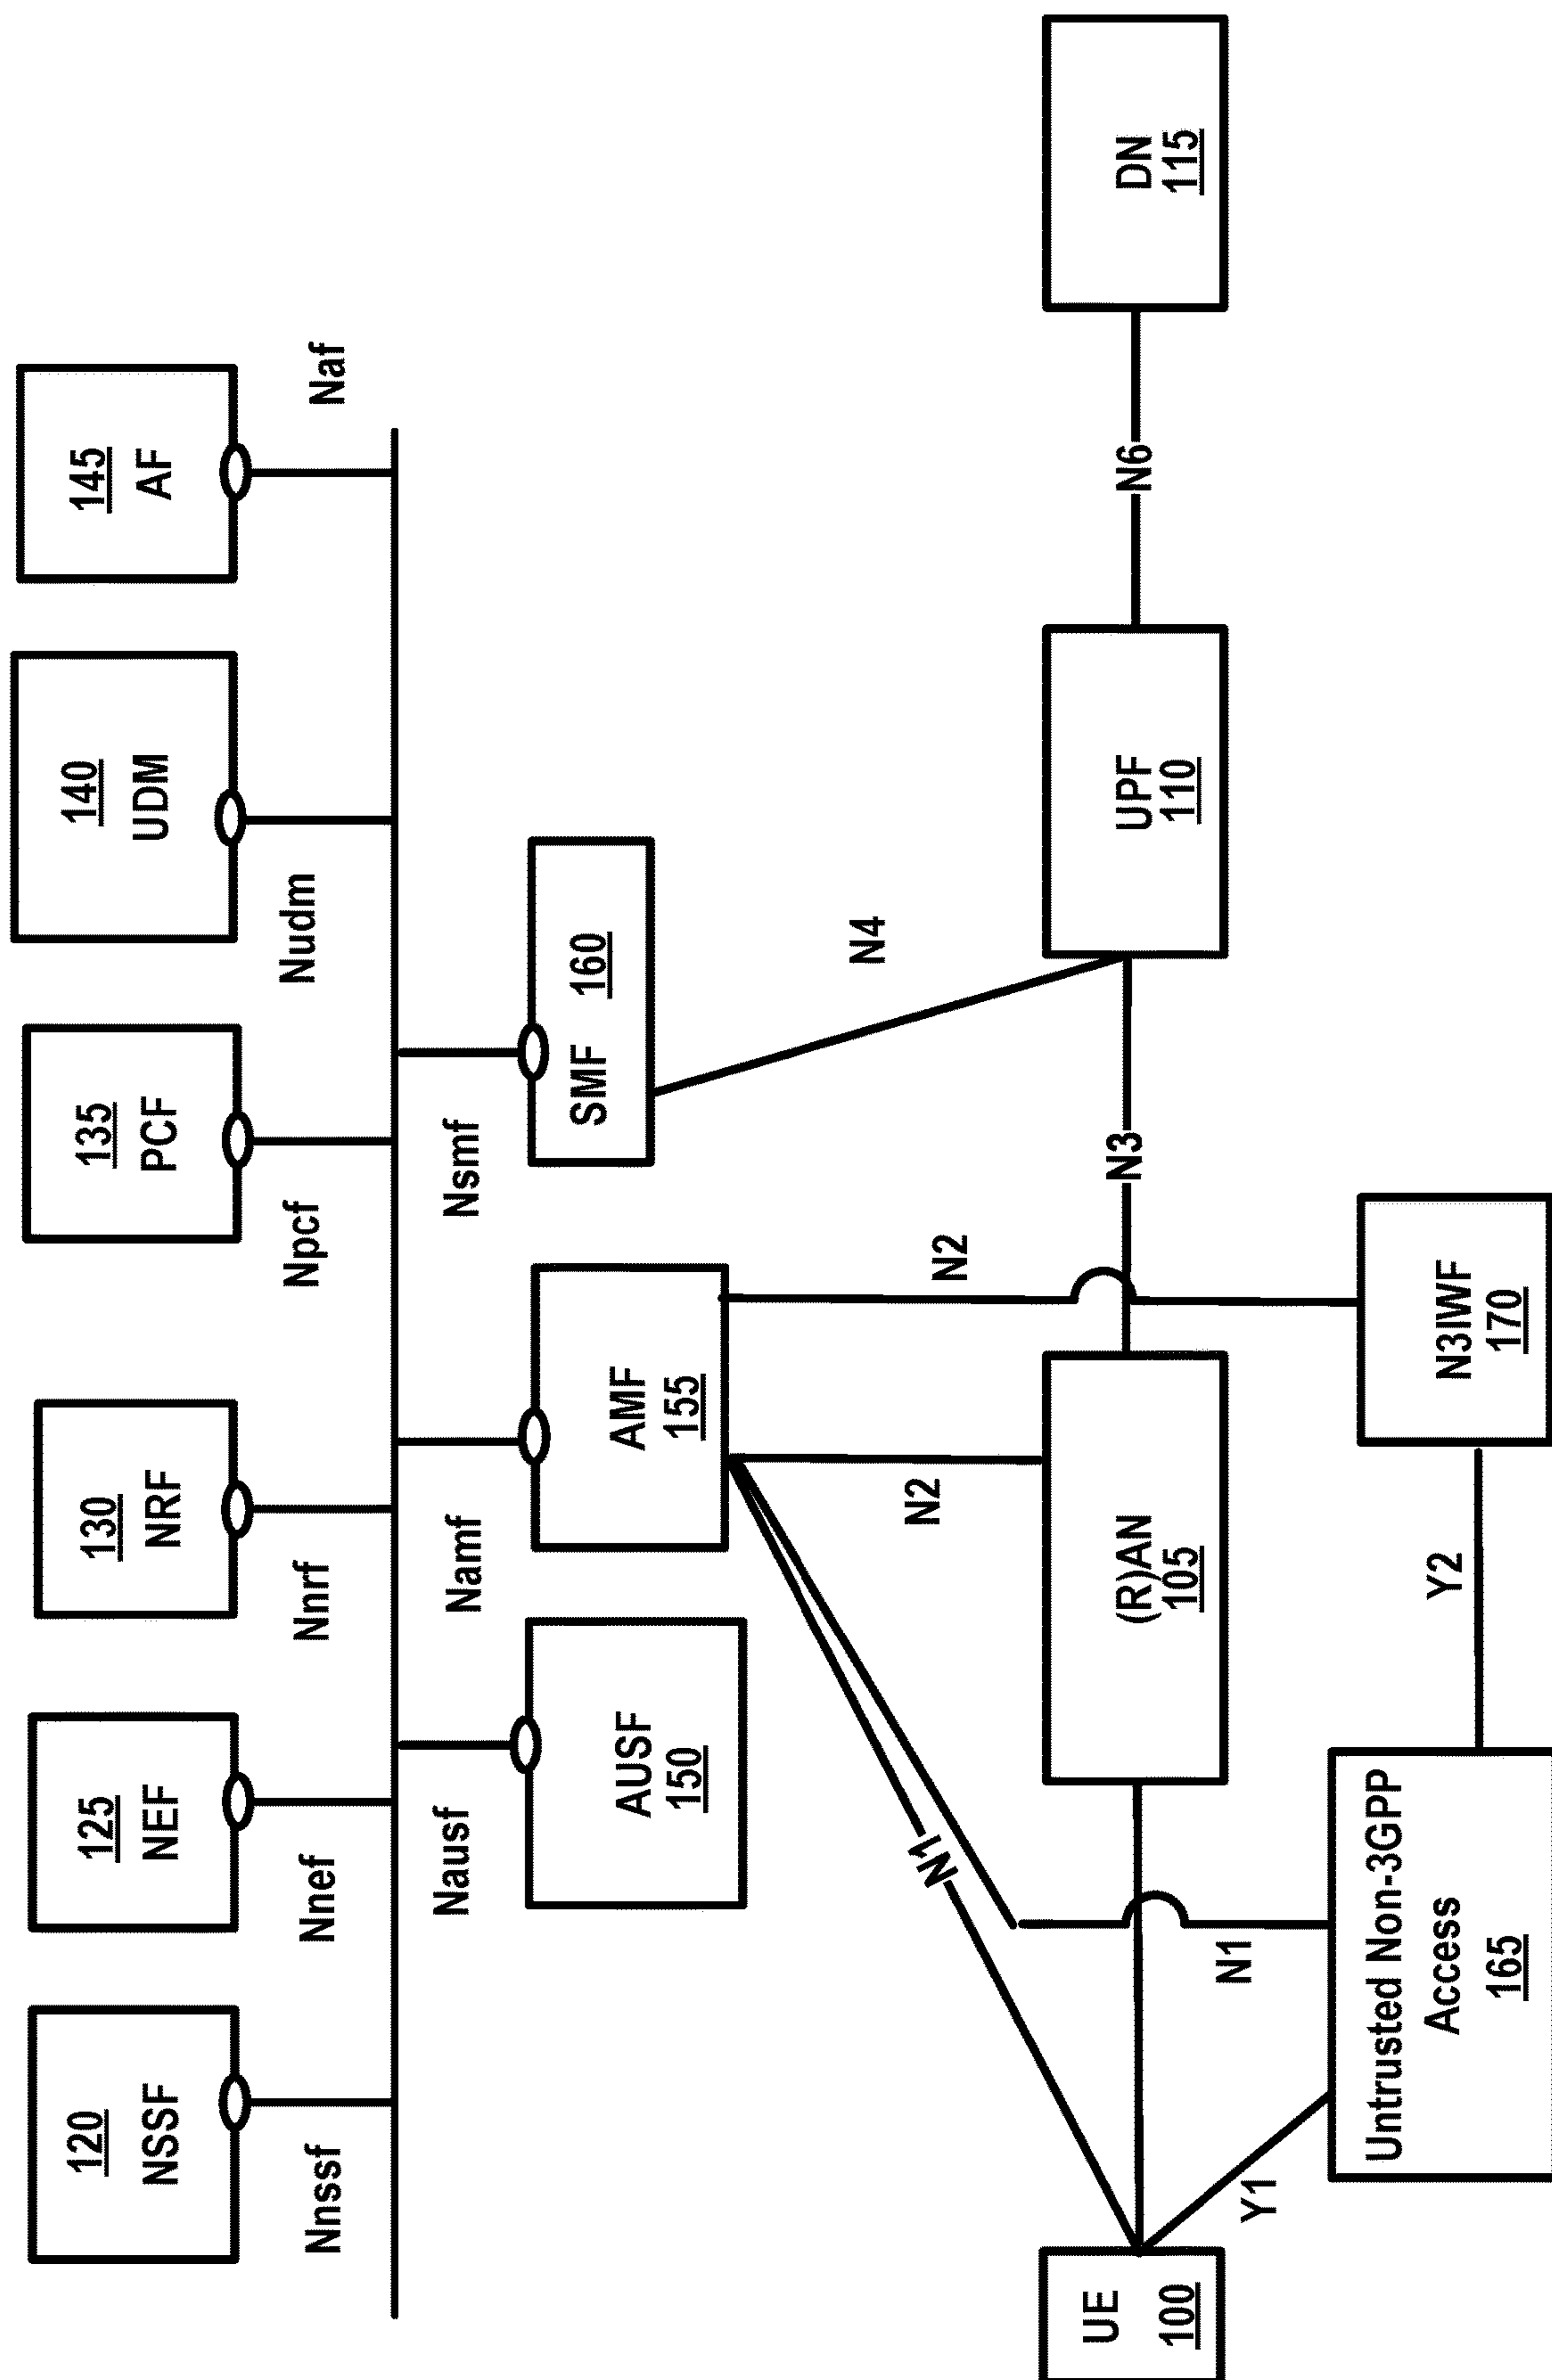 120
NSSF
125
NEF
130
NRF
135
PCF
140
UDM
145
AF
Nnssf
Nnef
Nnrf
Npcf
Nudm
Naf
Nausf
Namf
Nsmf
AUSF
150
AMF
155
SMF 160
N1
N2
N2
N4
UE
100
(R)AN
105
N3
UPF
110
N6
DN
115
Y1
N1
Untrusted Non-3GPP
Access
165
Y2
N3IWF
170